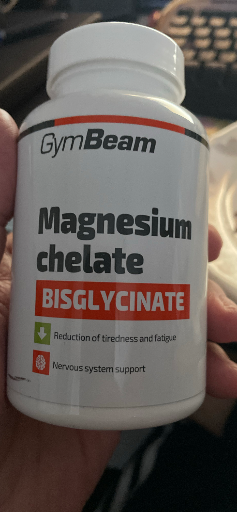 GymBeam
Magnesium
chelate
BISGLYCINATE
Reduction of tiredness and fatigue
Nervous system support